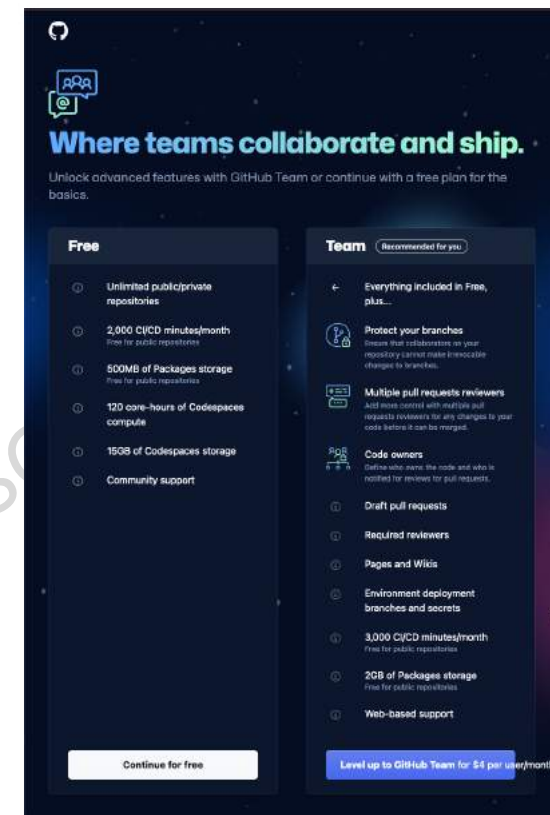 Where teams collaborate and ship.
Unlock advanced features with GitHub Team or continue with a free plan for the
basics.
Free
Unlimited public/private
repositories
2,000 CI/CD minutes/month
Free for public repositories
500MB of Packages storage
Free for public repositories
120 core-hours of Codespaces
compute
15GB of Codespaces storage
Community support
Continue for free
Team
Recommended for you
Everything included in Free,
plus...
Protect your branches
Ensure that collaborators on your
repository cannot make irrevocable
changes to branches.
Multiple pull requests reviewers
Add more control with multiple pull
requests reviewers for any changes to your
code before it can be merged.
Code owners
Define who owns the code and who is
notified for reviews for pull requests.
Draft pull requests
Required reviewers
Pages and Wikis
Environment deployment
branches and secrets
3,000 CI/CD minutes/month
Free for public repositories
2GB of Packages storage
Free for public repositories
Web-based support
Level up to GitHub Team for $4 per user/month